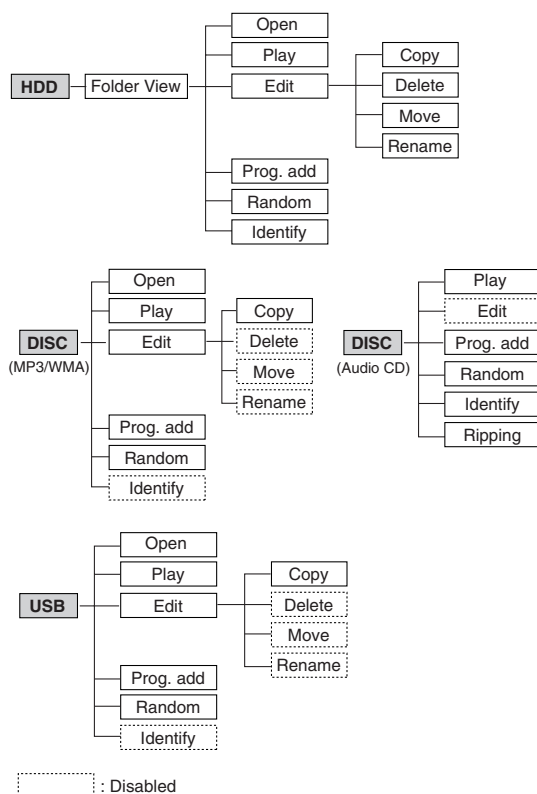 Open
Play
HDD Folder View Edit Copy
Delete
Move
Rename
Prog. add
Random
Identify
Open
Play
DISC Edit Copy
(MP3/WMA) Delete
Move
Rename
Prog. add
Random
Identify
Play
Edit
DISC Prog. add
(Audio CD) Random
Identify
Ripping
Open
Play
USB Edit Copy
Delete
Move
Rename
Prog. add
Random
Identify
: Disabled